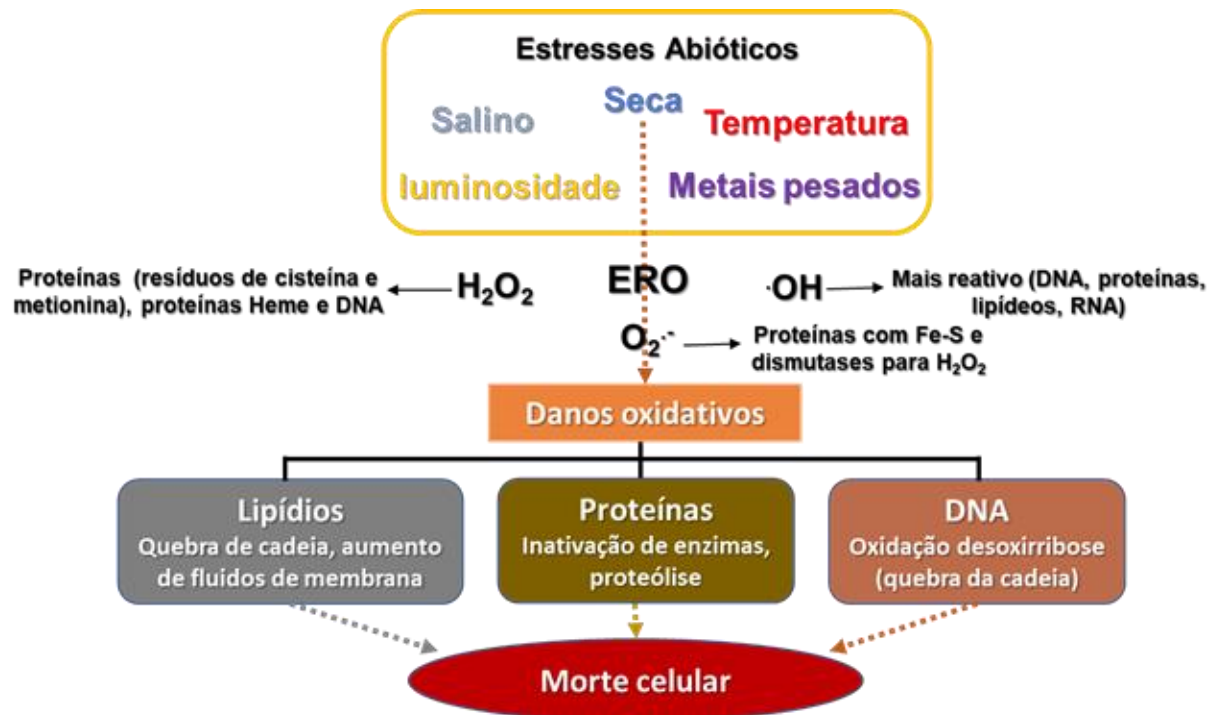 Estresses Abióticos
Seca
Salino
Temperatura
luminosidade
Metais pesados
Proteínas (resíduos de cisteína e
metionina), proteínas Heme e DNA
H₂O₂
ERO
·OH
Mais reativo (DNA, proteínas,
lipídeos, RNA)
O₂·⁻
Proteínas com Fe-S e
dismutases para H₂O₂
Danos oxidativos
Lipídios
Quebra de cadeia, aumento
de fluidos de membrana
Proteínas
Inativação de enzimas,
proteólise
DNA
Oxidação desoxirribose
(quebra da cadeia)
Morte celular